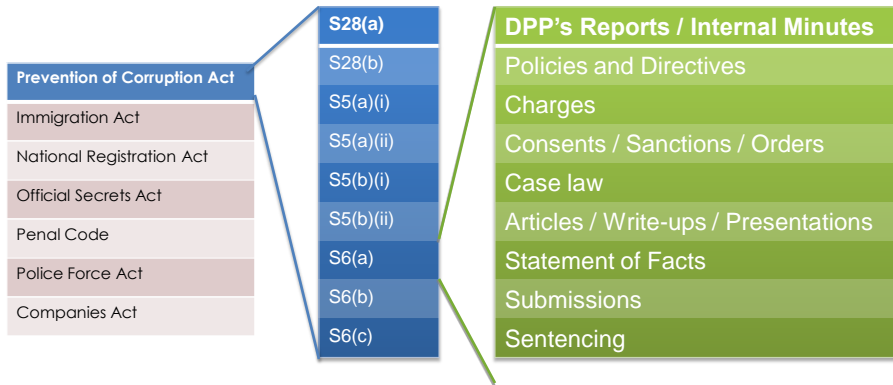 Prevention of Corruption Act
Immigration Act
National Registration Act
Official Secrets Act
Penal Code
Police Force Act
Companies Act
S28(a)
S28(b)
S5(a)(i)
S5(a)(ii)
S5(b)(i)
S5(b)(ii)
S6(a)
S6(b)
S6(c)
DPP's Reports / Internal Minutes
Policies and Directives
Charges
Consents / Sanctions / Orders
Case law
Articles / Write-ups / Presentations
Statement of Facts
Submissions
Sentencing